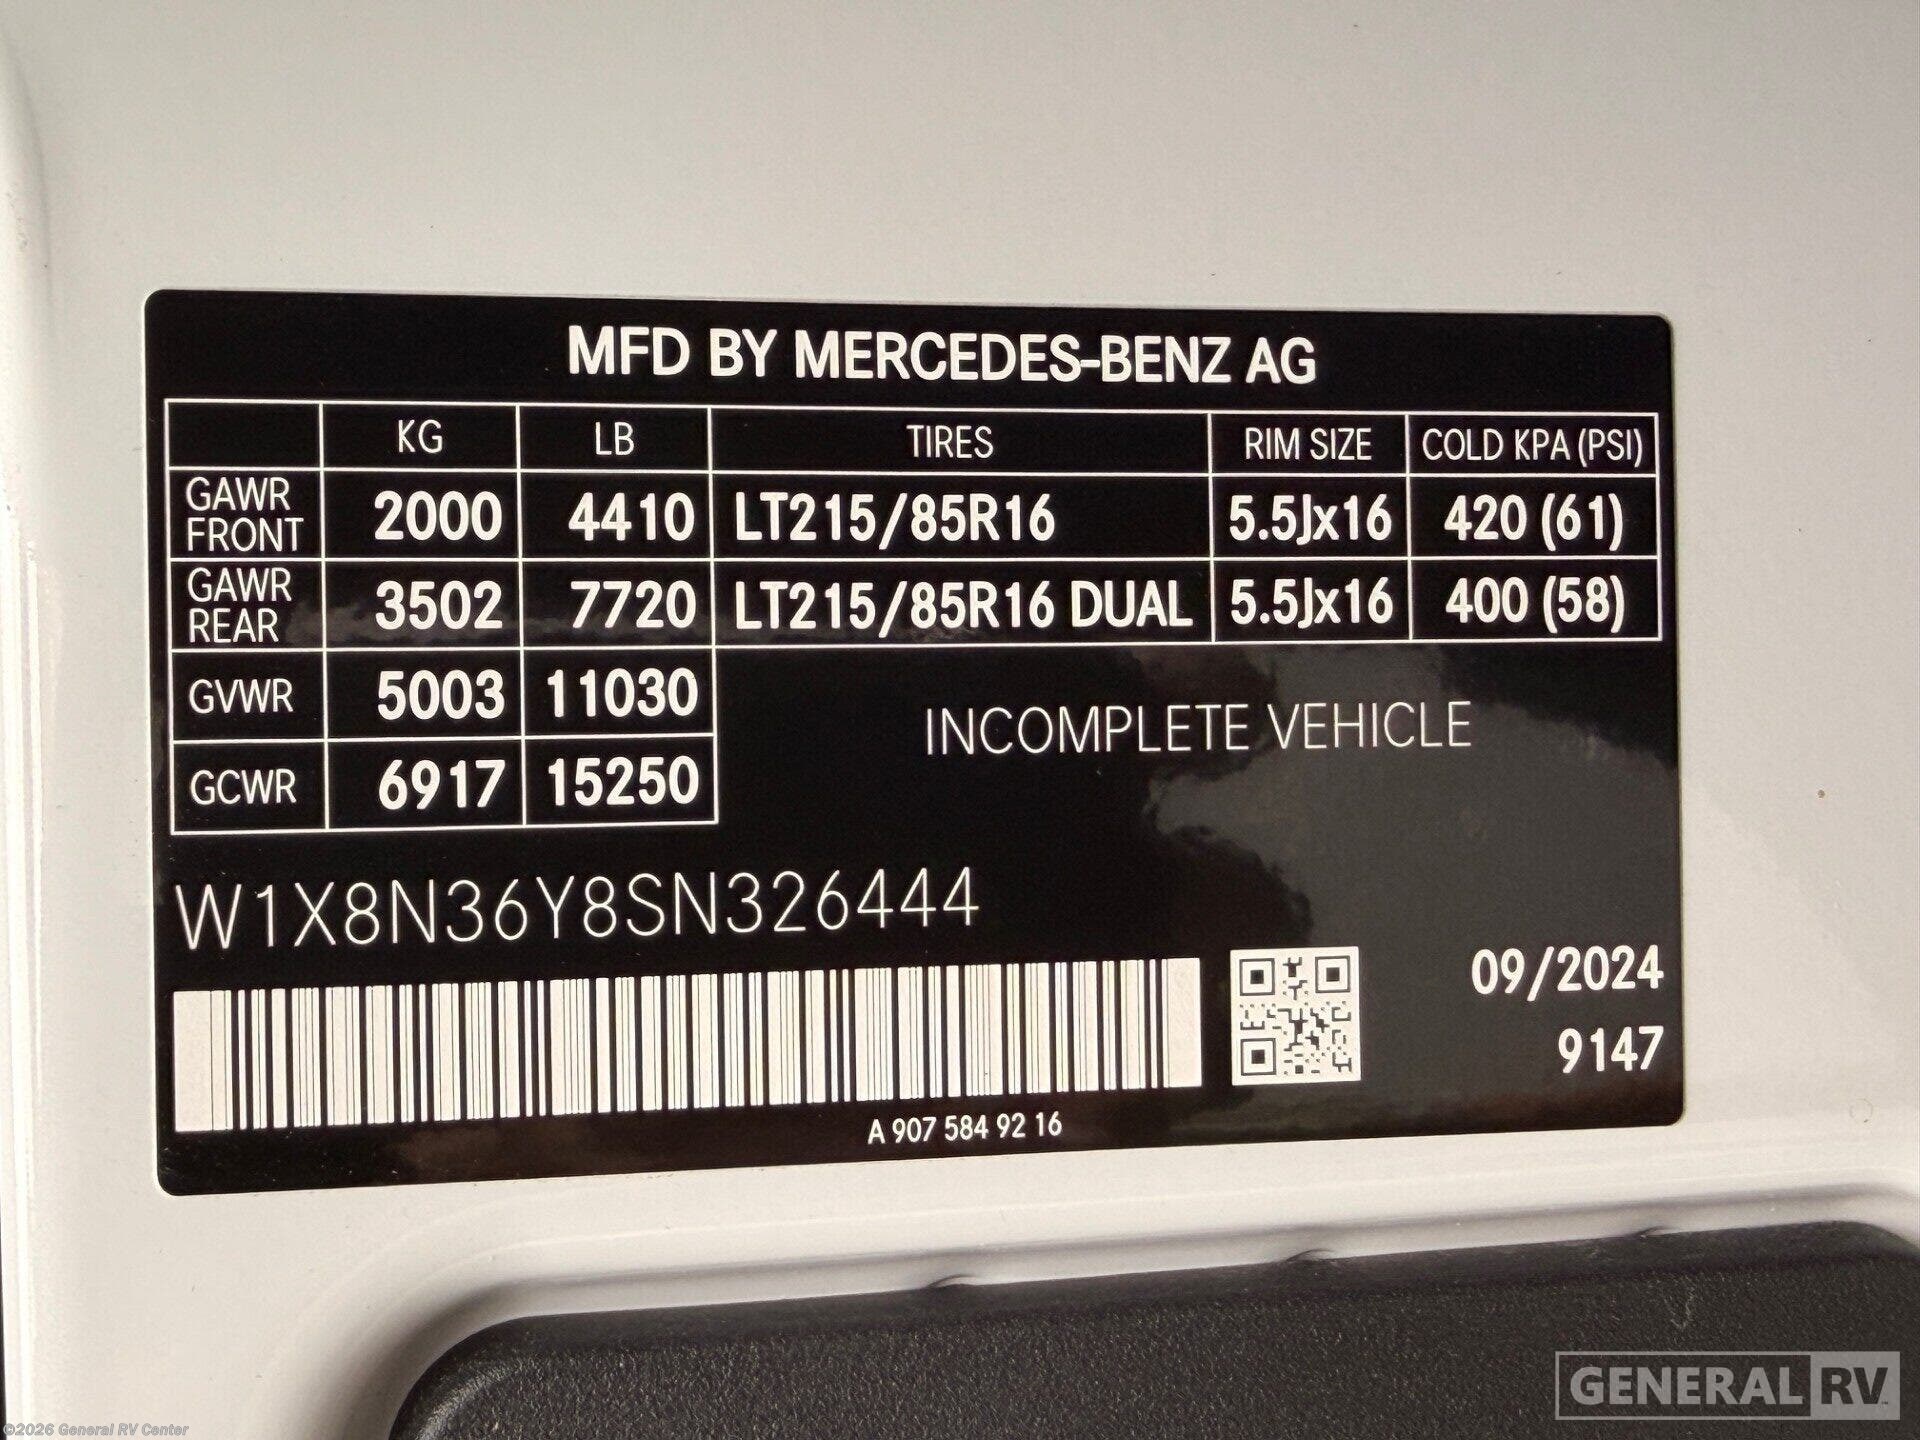 MFD BY MERCEDES-BENZ AG
KG LB TIRES RIM SIZE COLD KPA (PSI)
GAWR FRONT 2000 4410 LT215/85R16 5.5Jx16 420 (61)
GAWR REAR 3502 7720 LT215/85R16 DUAL 5.5Jx16 400 (58)
GVWR 5003 11030
INCOMPLETE VEHICLE
GCWR 6917 15250
W1X8N36Y8SN326444
09/2024
9147
A 907 584 92 16
GENERAL RV
©2026 General RV Center